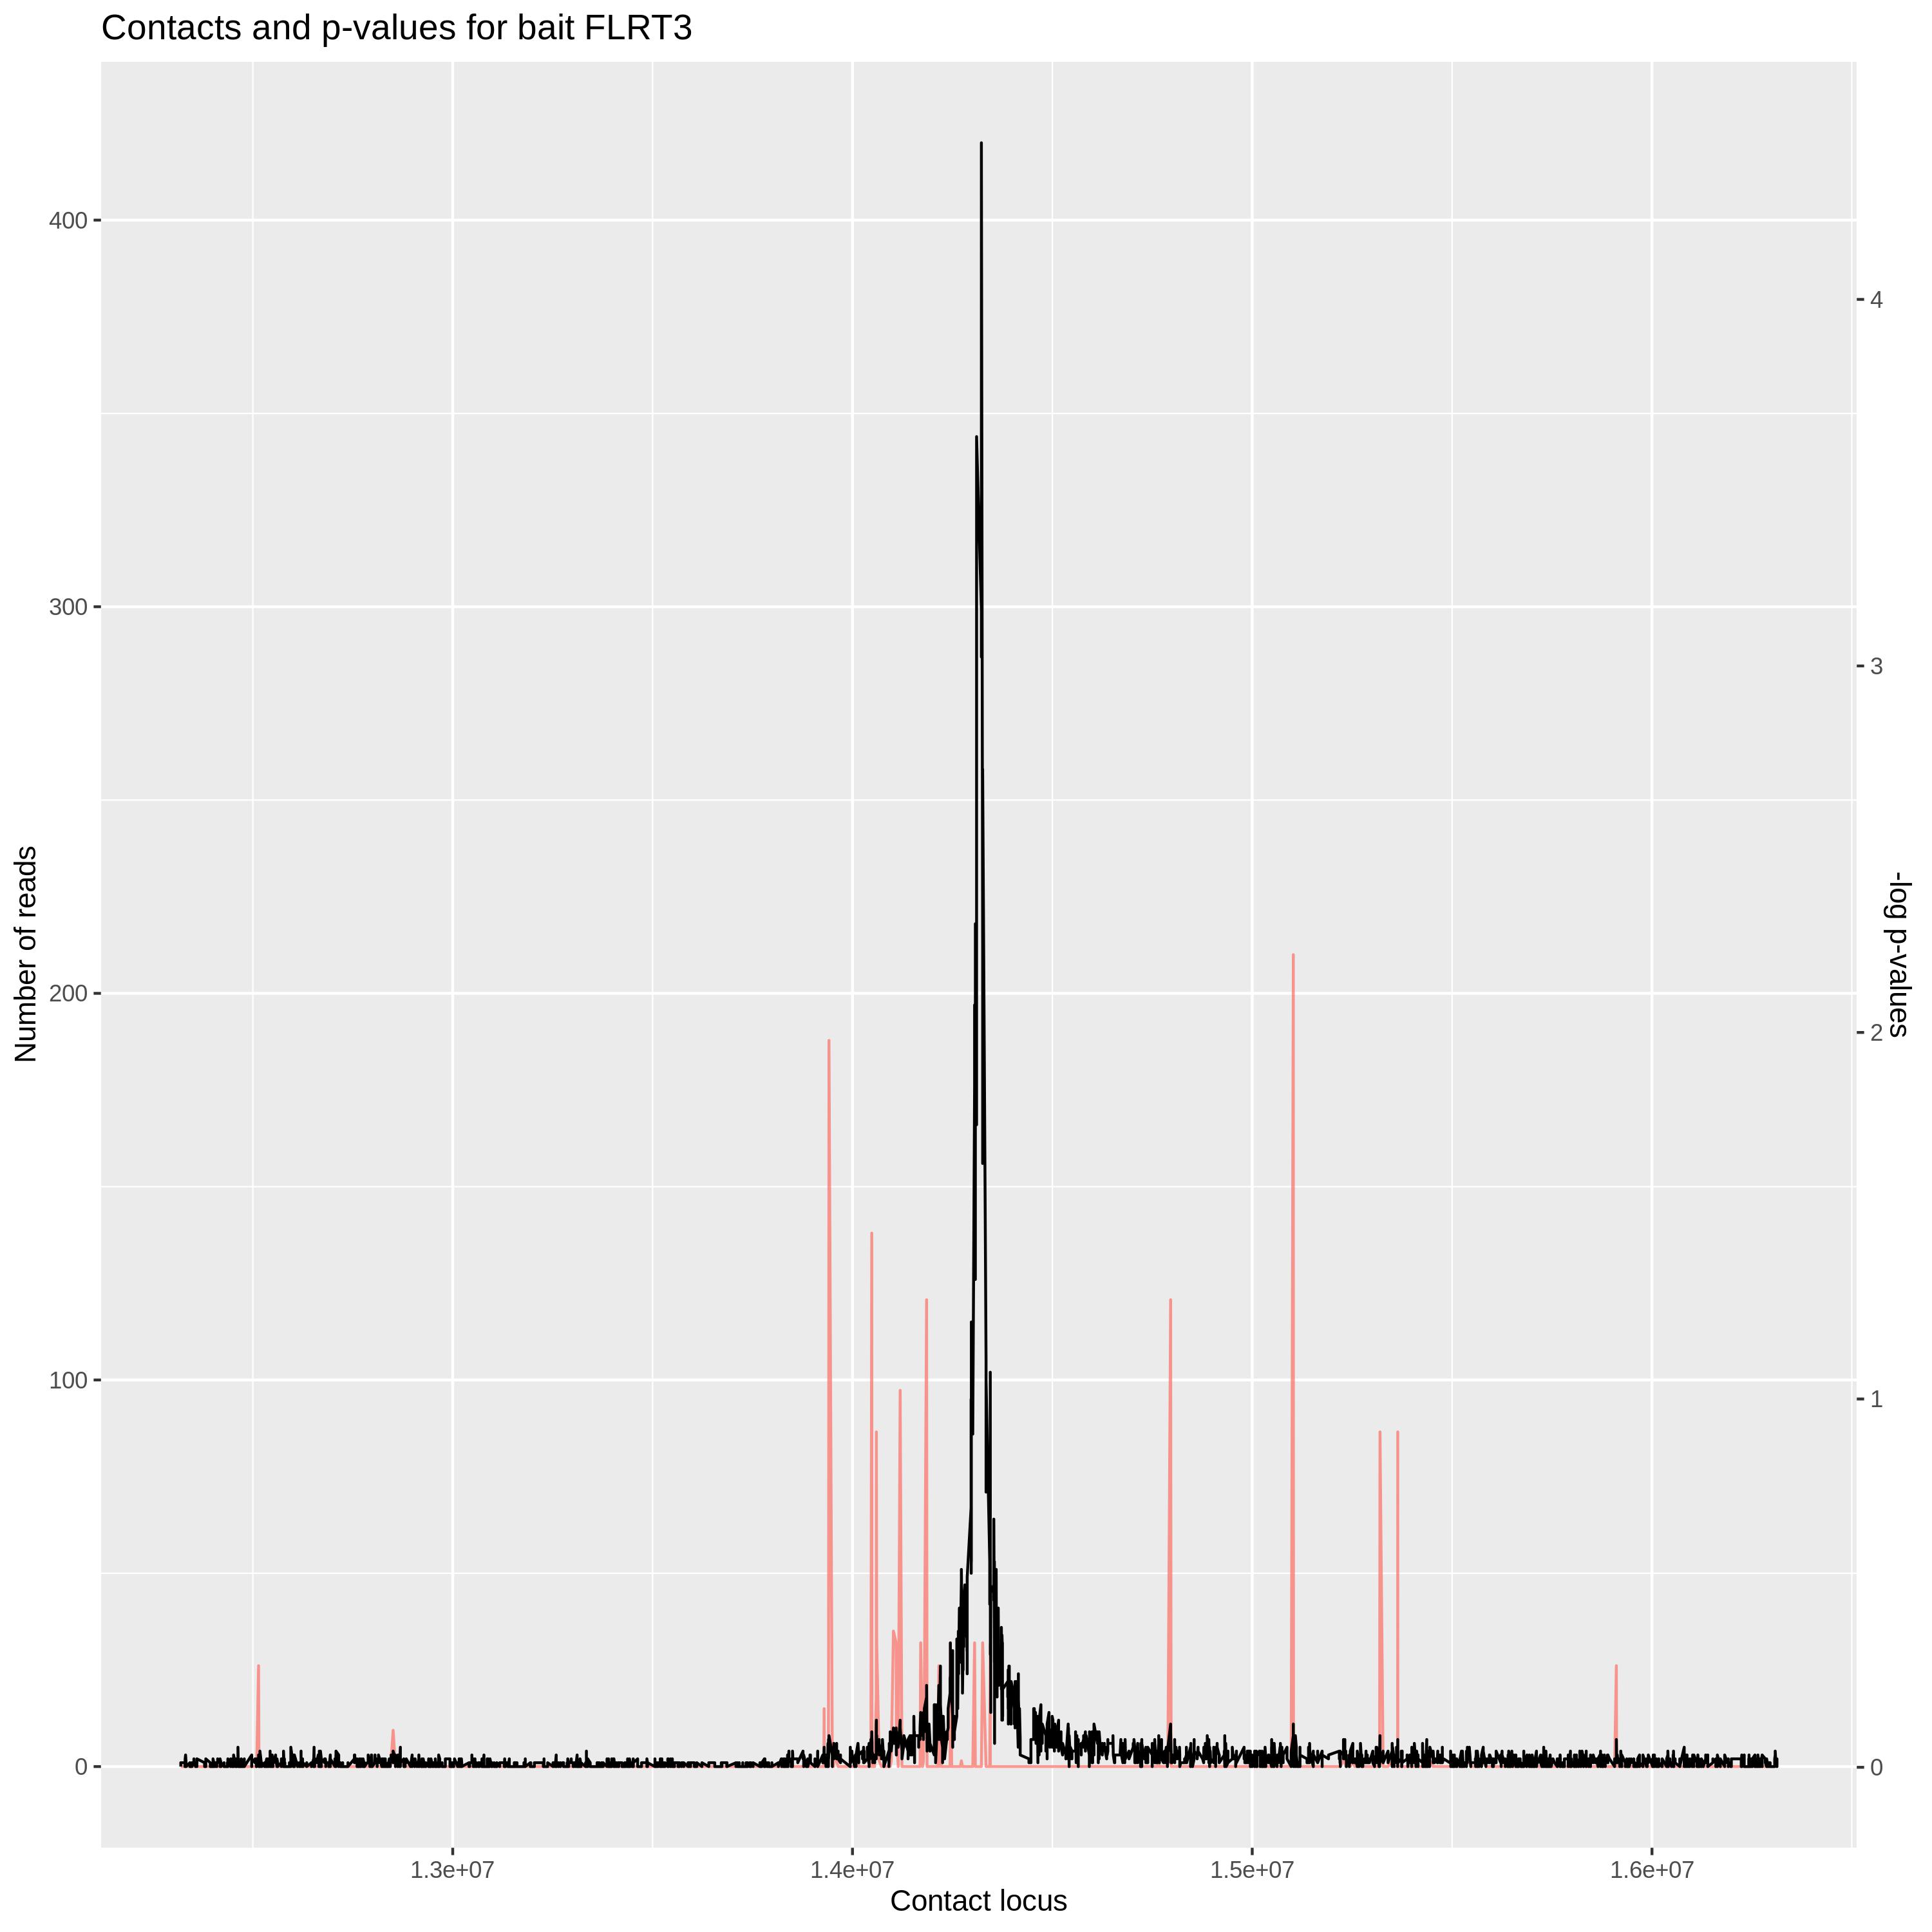 Contacts and p-values for bait FLRT3
Number of reads
400
300
200
100
0
4
3
2
1
0
-log p-values
1.3e+07
1.4e+07
1.5e+07
1.6e+07
Contact locus